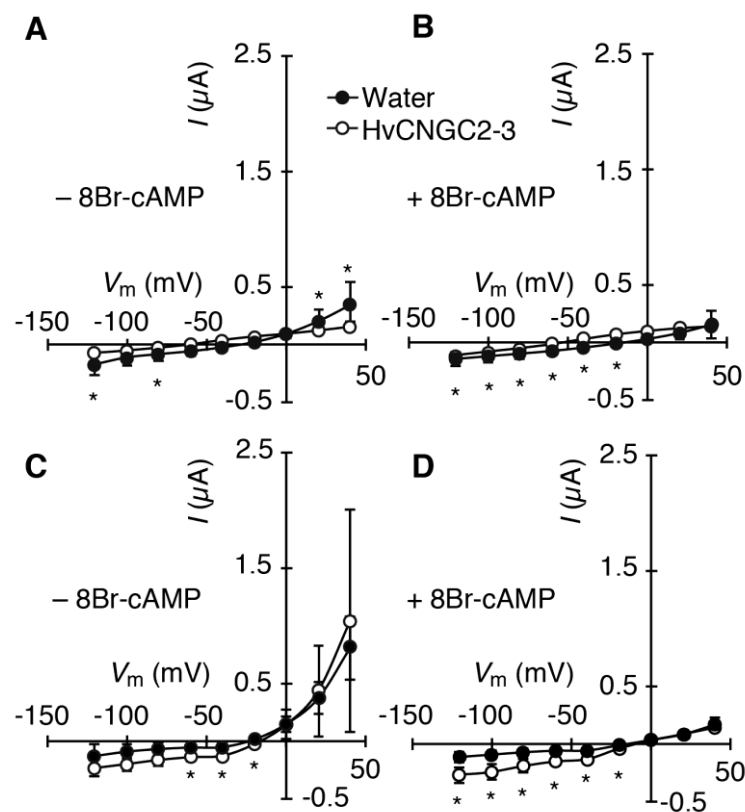 A
2.5
I (μA)
Water
HvCNGC2-3
1.5
– 8Br-cAMP
Vm (mV)
0.5
*
*
-150
-100
-50
50
*
*
-0.5
B
2.5
I (μA)
1.5
+ 8Br-cAMP
Vm (mV)
0.5
-150
-100
-50
50
* * * * * *
-0.5
C
2.5
I (μA)
1.5
– 8Br-cAMP
Vm (mV)
0.5
-150
-100
-50
50
* * *
-0.5
D
2.5
I (μA)
1.5
+ 8Br-cAMP
Vm (mV)
0.5
-150
-100
-50
50
* * * * * *
-0.5